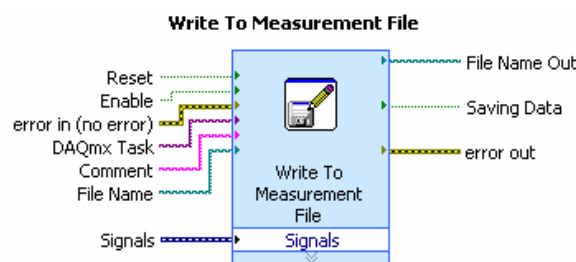 Write To Measurement File
Reset
Enable
error in (no error)
DAQmx Task
Comment
File Name
Signals
Write To
Measurement
File
Signals
File Name Out
Saving Data
error out